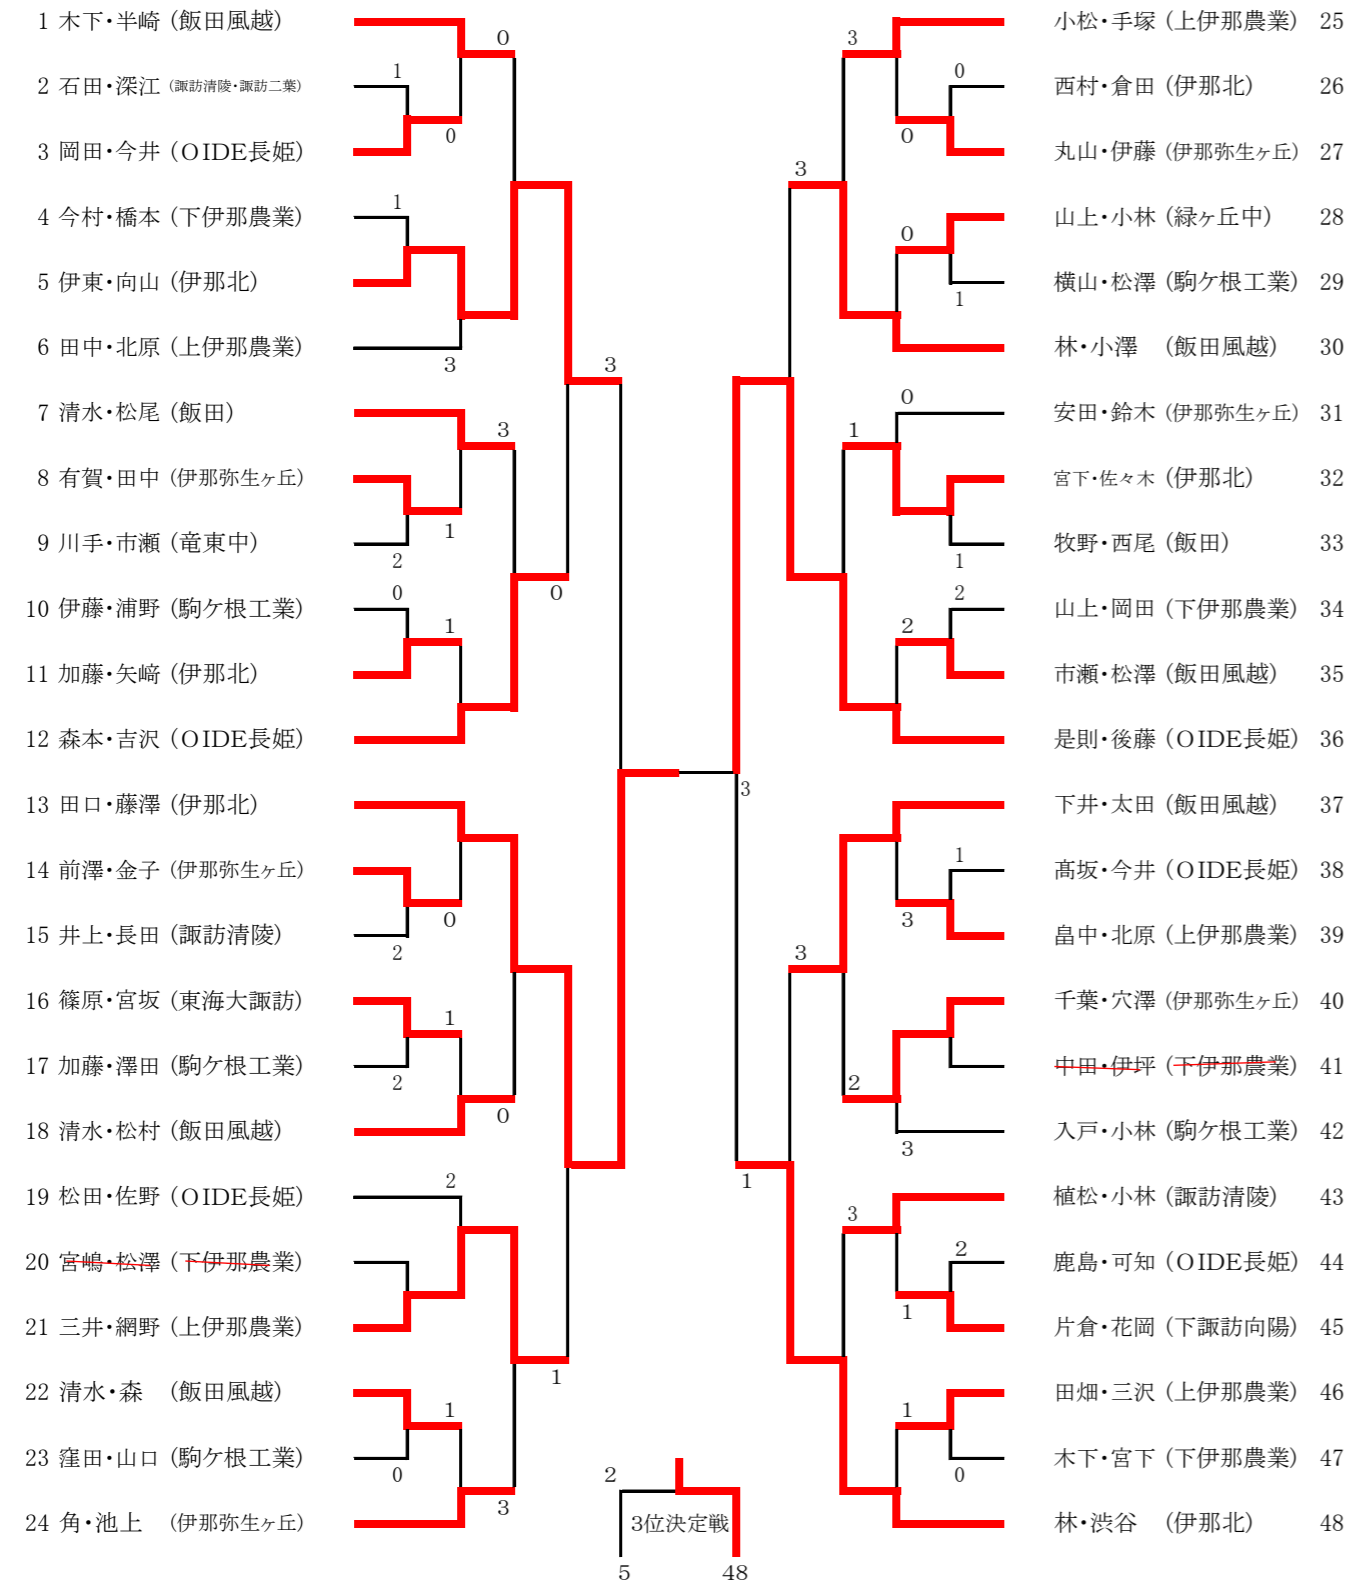 1 木下・半崎 (飯田風越)
2 石田・深江 (諏訪清陵・諏訪二葉)
3 岡田・今井 (OIDE長姫)
4 今村・橋本 (下伊那農業)
5 伊東・向山 (伊那北)
6 田中・北原 (上伊那農業)
7 清水・松尾 (飯田)
8 有賀・田中 (伊那弥生ヶ丘)
9 川手・市瀬 (竜東中)
10 伊藤・浦野 (駒ケ根工業)
11 加藤・矢﨑 (伊那北)
12 森本・吉沢 (OIDE長姫)
13 田口・藤澤 (伊那北)
14 前澤・金子 (伊那弥生ヶ丘)
15 井上・長田 (諏訪清陵)
16 篠原・宮坂 (東海大諏訪)
17 加藤・澤田 (駒ケ根工業)
18 清水・松村 (飯田風越)
19 松田・佐野 (OIDE長姫)
20 宮嶋・松澤 (下伊那農業)
21 三井・網野 (上伊那農業)
22 清水・森 (飯田風越)
23 窪田・山口 (駒ケ根工業)
24 角・池上 (伊那弥生ヶ丘)
0
1
0
1
3
3
1
2
0
1
0
3
0
2
1
2
0
2
1
1
0
3
3
1
3
0
0
3
0
1
0
1
1
2
2
1
3
3
2
3
3
2
1
1
0
2
3位決定戦
5
48
小松・手塚 (上伊那農業) 25
西村・倉田 (伊那北) 26
丸山・伊藤 (伊那弥生ヶ丘) 27
山上・小林 (緑ヶ丘中) 28
横山・松澤 (駒ケ根工業) 29
林・小澤 (飯田風越) 30
安田・鈴木 (伊那弥生ヶ丘) 31
宮下・佐々木 (伊那北) 32
牧野・西尾 (飯田) 33
山上・岡田 (下伊那農業) 34
市瀬・松澤 (飯田風越) 35
是則・後藤 (OIDE長姫) 36
下井・太田 (飯田風越) 37
髙坂・今井 (OIDE長姫) 38
畠中・北原 (上伊那農業) 39
千葉・穴澤 (伊那弥生ヶ丘) 40
中田・伊坪 (下伊那農業) 41
入戸・小林 (駒ケ根工業) 42
植松・小林 (諏訪清陵) 43
鹿島・可知 (OIDE長姫) 44
片倉・花岡 (下諏訪向陽) 45
田畑・三沢 (上伊那農業) 46
木下・宮下 (下伊那農業) 47
林・渋谷 (伊那北) 48